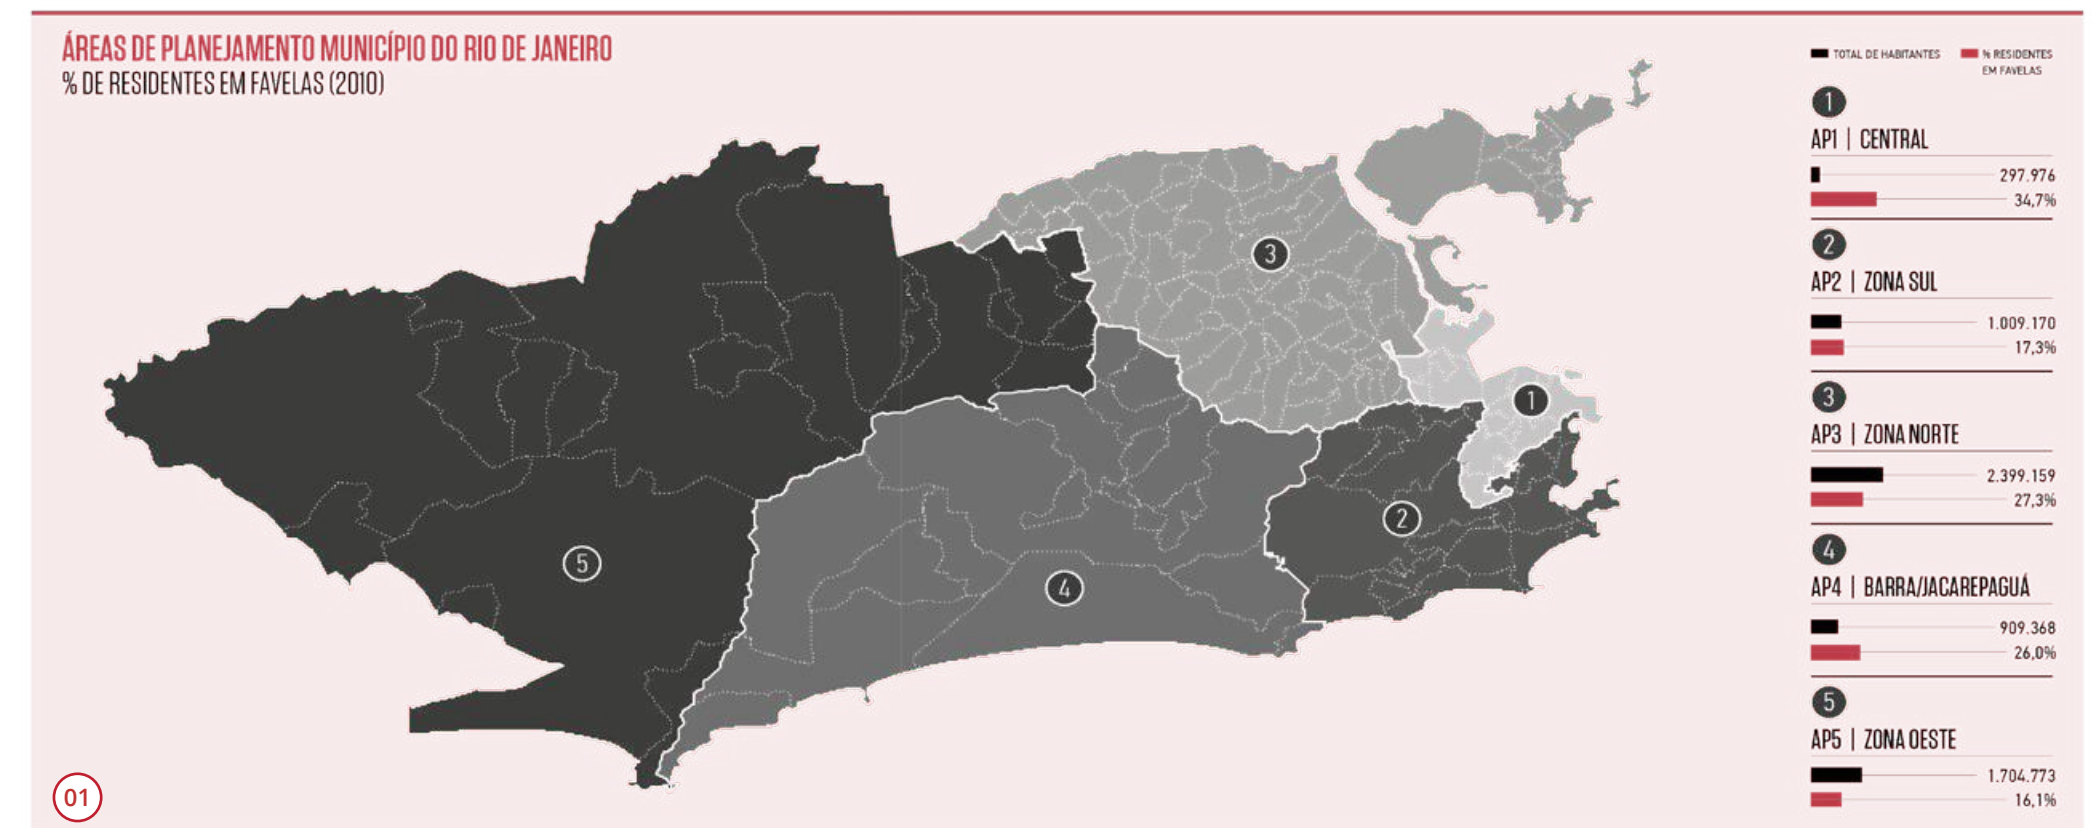 ÁREAS DE PLANEJAMENTO MUNICÍPIO DO RIO DE JANEIRO
% DE RESIDENTES EM FAVELAS (2010)
TOTAL DE HABITANTES
% RESIDENTES
EM FAVELAS
1
AP1 | CENTRAL
297.976
34,7%
2
AP2 | ZONA SUL
1.009.170
17,3%
3
AP3 | ZONA NORTE
2.399.159
27,3%
4
AP4 | BARRA/JACAREPAGUÁ
909.368
26,0%
5
AP5 | ZONA OESTE
1.704.773
16,1%
3
1
2
5
4
01